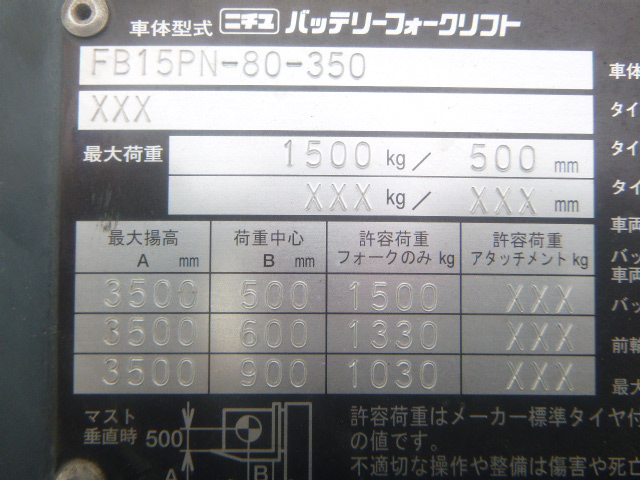 車体型式 ニチユ バッテリーフォークリフト
FB15PN-80-350
XXX
最大荷重 1500 kg / 500 mm
XXX kg / XXX mm
最大揚高 A mm 荷重中心 B mm 許容荷重 フォークのみ kg 許容荷重 アタッチメント kg
3500 500 1500 XXX
3500 600 1330 XXX
3500 900 1030 XXX
マスト
垂直時 500
A B
許容荷重はメーカー標準タイヤ付
の値です。
不適切な操作や整備は傷害や死亡
車体
タイ
タイ
タイ
車両
バッ
車両
バッ
前輪
最大